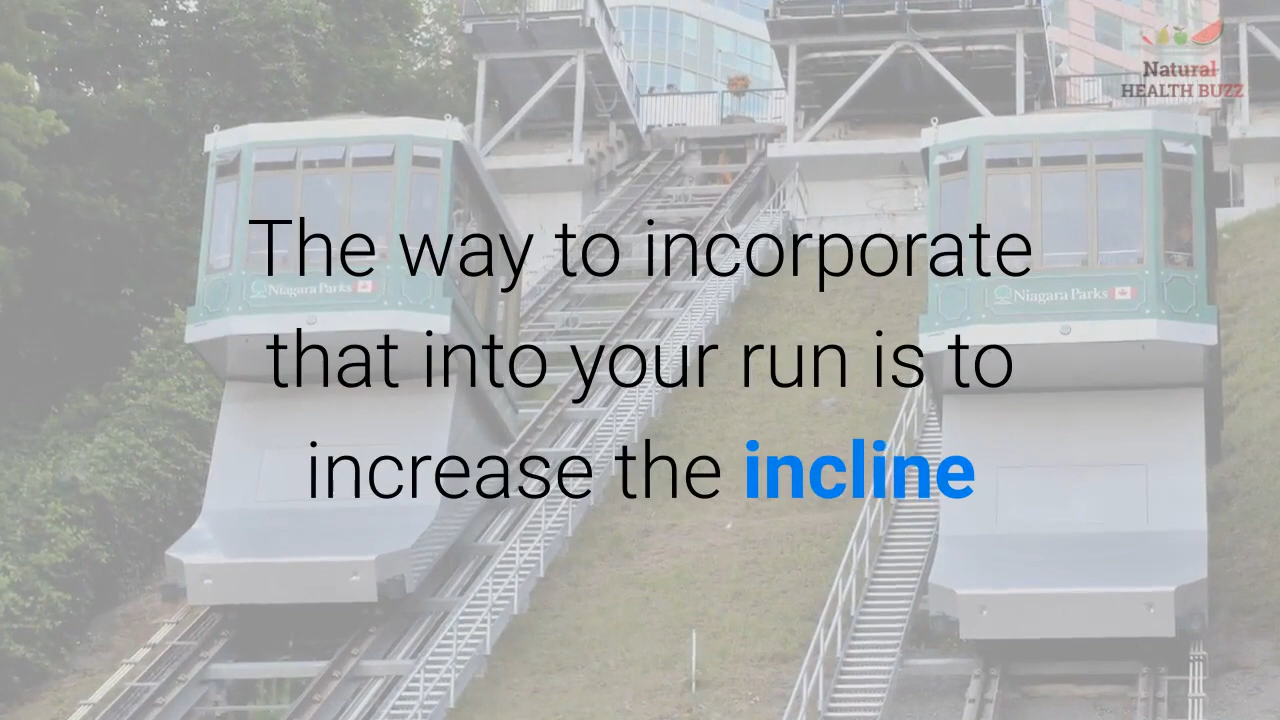 Natural
HEALTH BUZZ
The way to incorporate
that into your run is to
increase the incline
Niagara Parks
Niagara Parks